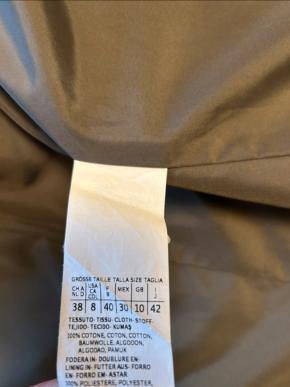 GRÖSSE TAILLE TALLA SIZE TAGLIA
CH A NL D USA CA COL F B MEX GB I J
38 8 40 30 10 42
TESSUTO-TISSU-CLOTH-STOFF-
TEJIDO-TECIDO-KUMAŞ
100% COTONE, COTON, COTTON,
BAUMWOLLE, ALGODON,
ALGODAO, PAMUK
FODERA IN-DOUBLURE EN-
LINING IN-FUTTER AUS-FORRO
EN-FORRO EM-ASTAR
100% POLIESTERE, POLYESTER,